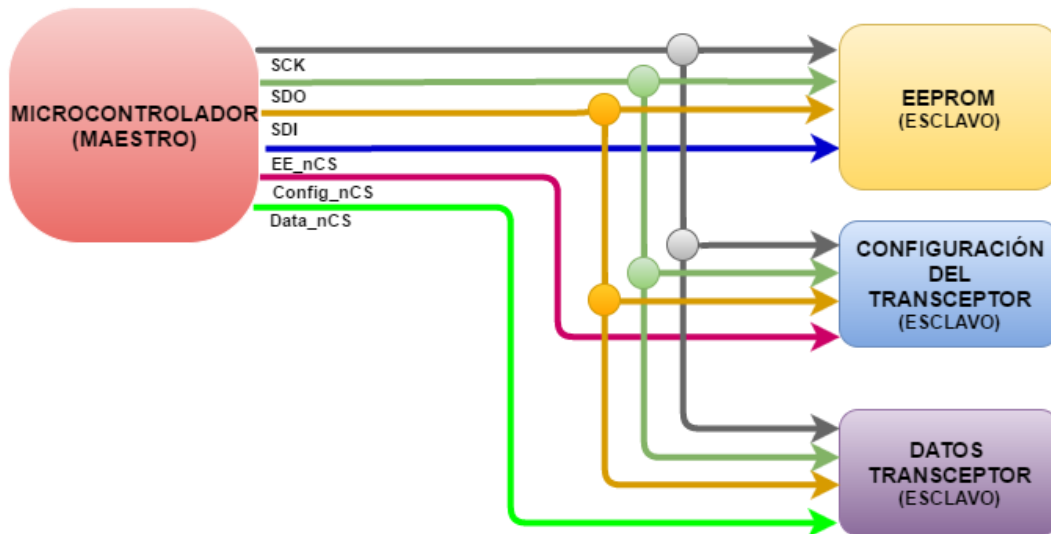 MICROCONTROLADOR
(MAESTRO)
SCK
SDO
SDI
EE_nCS
Config_nCS
Data_nCS
EEPROM
(ESCLAVO)
CONFIGURACIÓN
DEL
TRANSCEPTOR
(ESCLAVO)
DATOS
TRANSCEPTOR
(ESCLAVO)